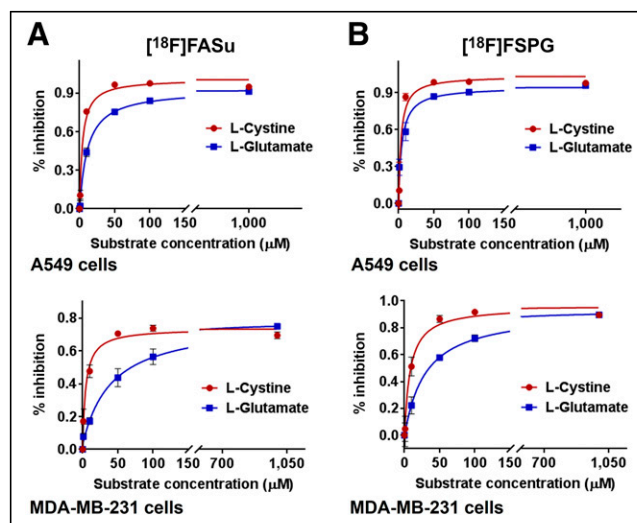 A
[¹⁸F]FASu
% inhibition
0.9
0.6
0.3
0.0
L-Cystine
L-Glutamate
0 50 100 150 1,000
Substrate concentration (μM)
A549 cells
B
[¹⁸F]FSPG
% inhibition
0.9
0.6
0.3
0.0
L-Cystine
L-Glutamate
0 50 100 150 1,000
Substrate concentration (μM)
A549 cells
% inhibition
0.8
0.6
0.4
0.2
0.0
L-Cystine
L-Glutamate
0 50 100 150 700 1,050
Substrate concentration (μM)
MDA-MB-231 cells
% inhibition
1.0
0.8
0.6
0.4
0.2
0.0
L-Cystine
L-Glutamate
0 50 100 150 700 1,050
Substrate concentration (μM)
MDA-MB-231 cells